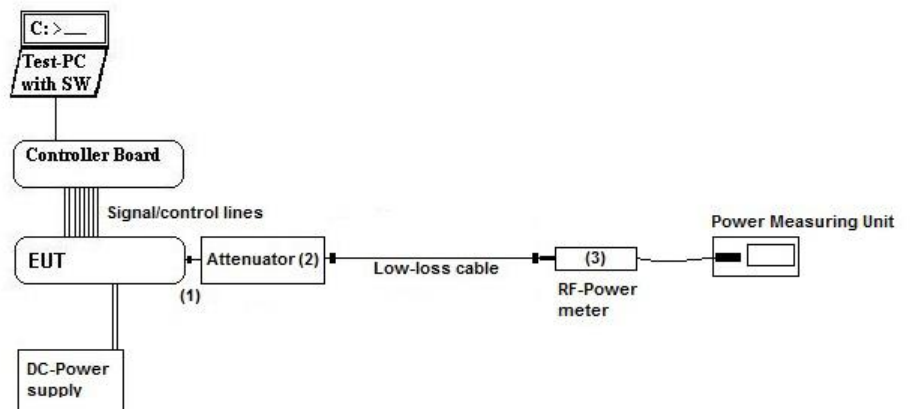 C: >__
Test-PC
with SW
Controller Board
Signal/control lines
Power Measuring Unit
EUT
Attenuator (2)
Low-loss cable
(3)
(1)
RF-Power
meter
DC-Power
supply